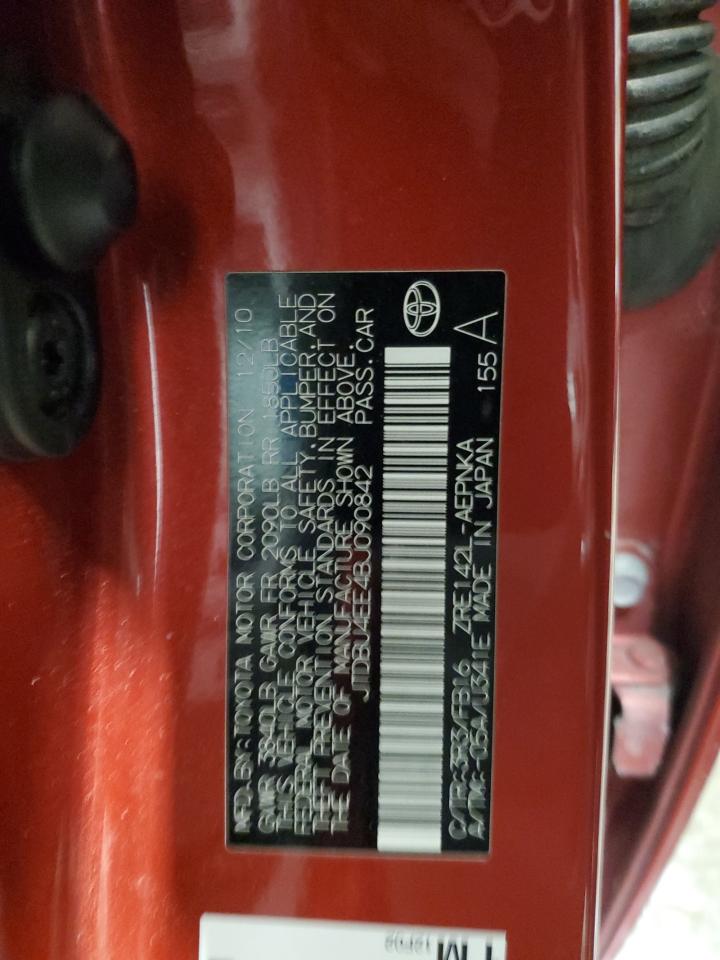 MFD. BY: TOYOTA MOTOR CORPORATION 12/10
GVWR 3840LB GAWR FR 2090LB RR 1850LB
THIS VEHICLE CONFORMS TO ALL APPLICABLE
FEDERAL MOTOR VEHICLE SAFETY, BUMPER, AND
THEFT PREVENTION STANDARDS IN EFFECT ON
THE DATE OF MANUFACTURE SHOWN ABOVE.
JTDBU4EE4BJ090842 PASS. CAR
C/TR: 3R3/FB16 ZRE142L-AEPNKA
A/TM: -05A/U341E MADE IN JAPAN 155 A